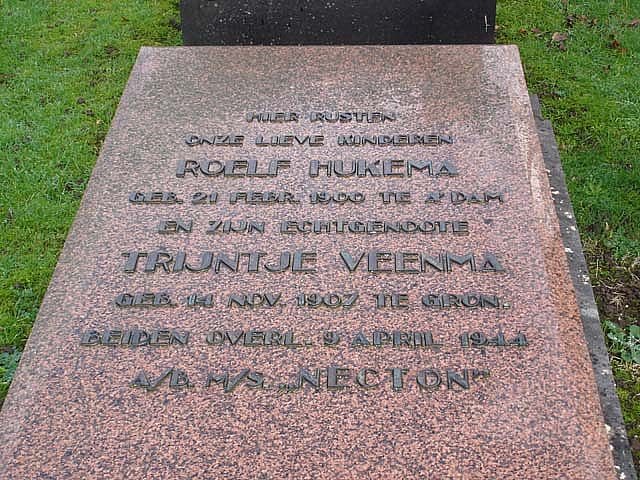 HIER RUSTEN
ONZE LIEVE KINDEREN
ROELF HUKEMA
GEB. 21 FEBR. 1900 TE A'DAM
EN ZIJN ECHTGENOOTE
TRIJNTJE VEENMA
GEB. 14 NOV. 1907 TE GRON.
BEIDEN OVERL. 9 APRIL 1944
A/B. M/S. „NECTON"